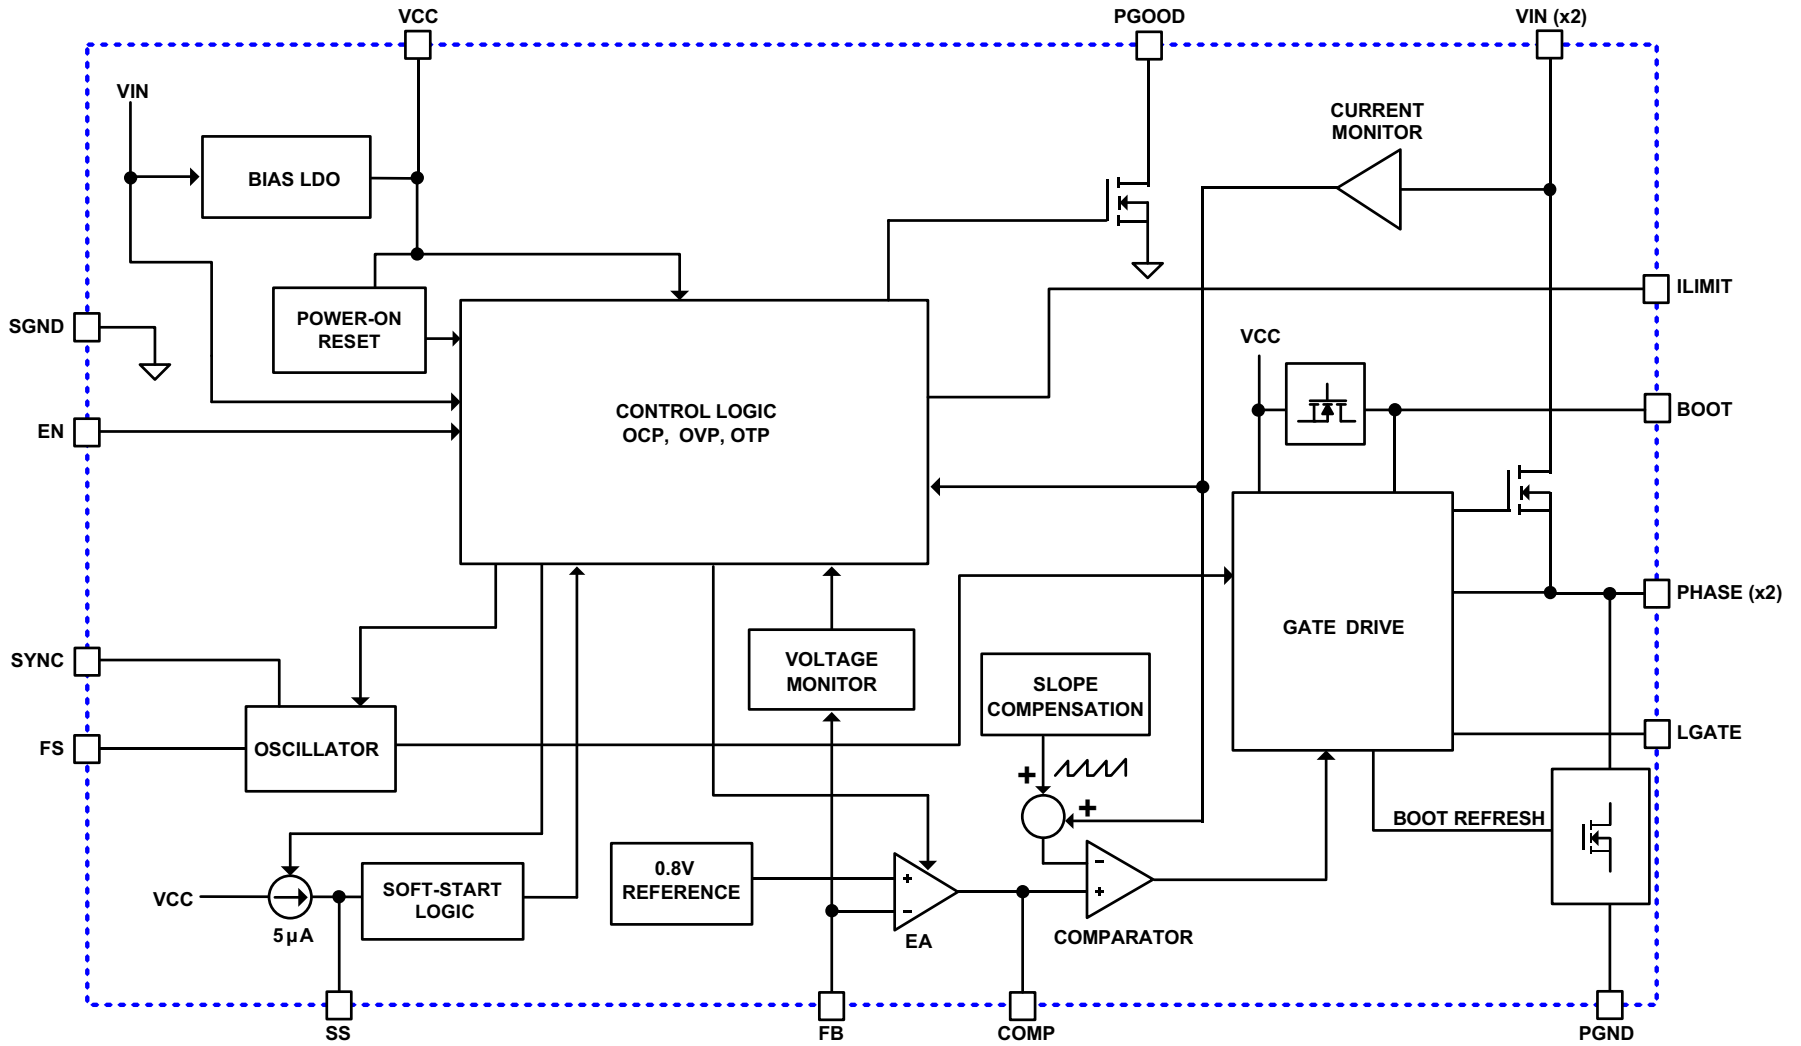 VCC
PGOOD
VIN (x2)
VIN
CURRENT
MONITOR
BIAS LDO
ILIMIT
SGND
POWER-ON
RESET
VCC
CONTROL LOGIC
OCP, OVP, OTP
BOOT
EN
PHASE (x2)
GATE DRIVE
SYNC
VOLTAGE
MONITOR
SLOPE
COMPENSATION
FS
OSCILLATOR
LGATE
+
+
BOOT REFRESH
0.8V
REFERENCE
+
-
EA
-
+
COMPARATOR
VCC
5µA
SOFT-START
LOGIC
SS
FB
COMP
PGND